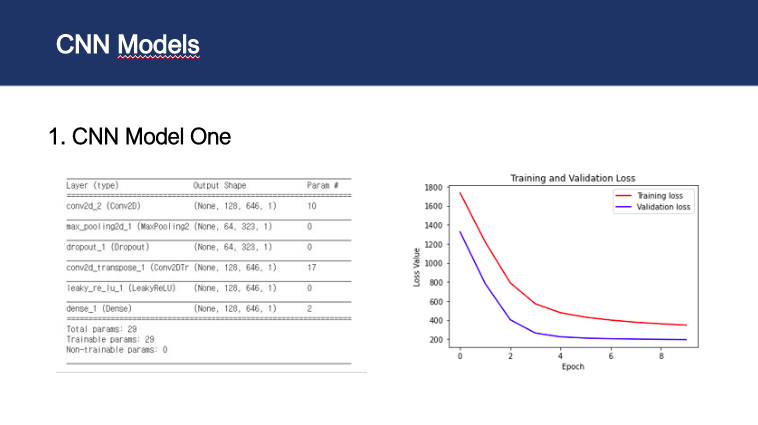 CNN Models
1. CNN Model One
Layer (type) Output Shape Param #
conv2d_2 (Conv2D) (None, 128, 646, 1) 10
max_pooling2d_1 (MaxPooling2 (None, 64, 323, 1) 0
dropout_1 (Dropout) (None, 64, 323, 1) 0
conv2d_transpose_1 (Conv2DTr (None, 128, 646, 1) 17
leaky_re_lu_1 (LeakyReLU) (None, 128, 646, 1) 0
dense_1 (Dense) (None, 128, 646, 1) 2
Total params: 29
Trainable params: 29
Non-trainable params: 0
Training and Validation Loss
Training loss
Validation loss
Loss Value
1800
1600
1400
1200
1000
800
600
400
200
0 2 4 6 8
Epoch